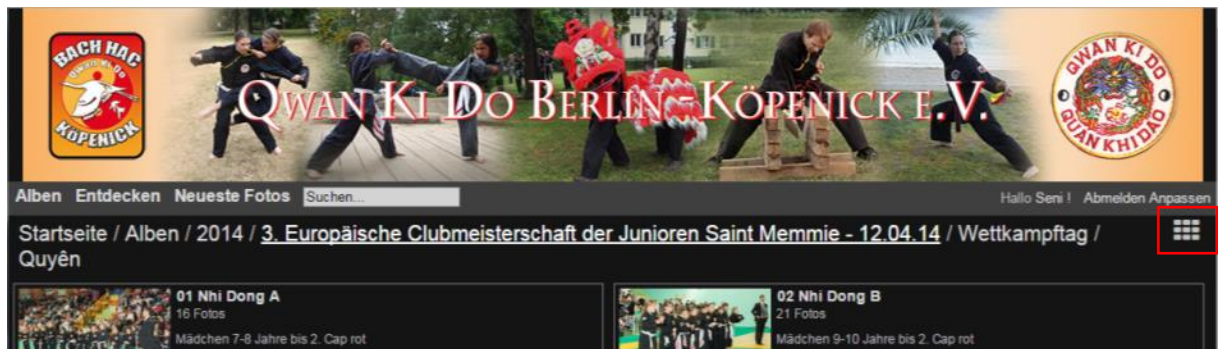 BACH HAC
Qwan Ki Do
KÖPENICK
QWAN KI DO BERLIN-KÖPENICK E.V.
QWAN KI DO
QUAN KHI DAO
Alben Entdecken Neueste Fotos Suchen... Hallo Seni ! Abmelden Anpassen
Startseite / Alben / 2014 / 3. Europäische Clubmeisterschaft der Junioren Saint Memmie - 12.04.14 / Wettkampftag /
Quyên
01 Nhi Dong A
16 Fotos
Mädchen 7-8 Jahre bis 2. Cap rot
02 Nhi Dong B
21 Fotos
Mädchen 9-10 Jahre bis 2. Cap rot